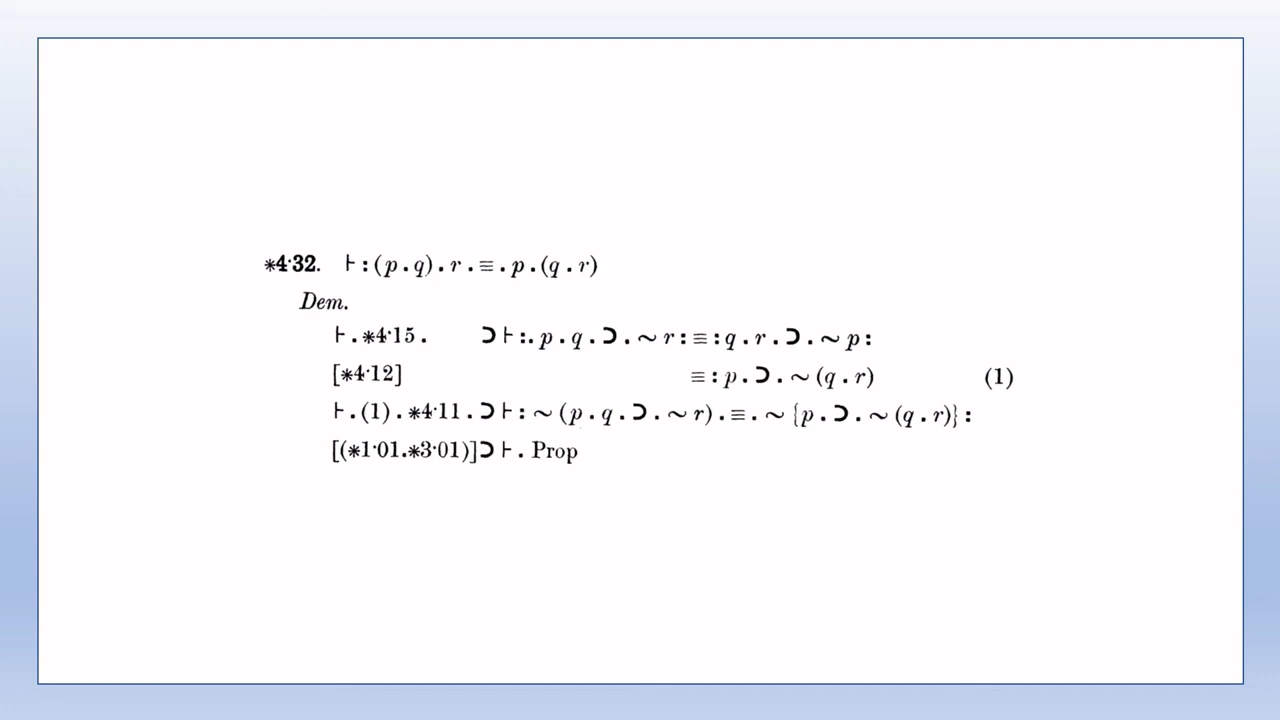 ✳4·32. ⊢ : (p . q) . r . ≡ . p . (q . r)
Dem.
⊢ . ✳4·15 . ⊃ ⊢ :. p . q . ⊃ . ∼ r : ≡ : q . r . ⊃ . ∼ p :
[✳4·12] ≡ : p . ⊃ . ∼ (q . r) (1)
⊢ . (1) . ✳4·11 . ⊃ ⊢ : ∼ (p . q . ⊃ . ∼ r) . ≡ . ∼ {p . ⊃ . ∼ (q . r)} :
[(✳1·01.✳3·01)] ⊃ ⊢ . Prop